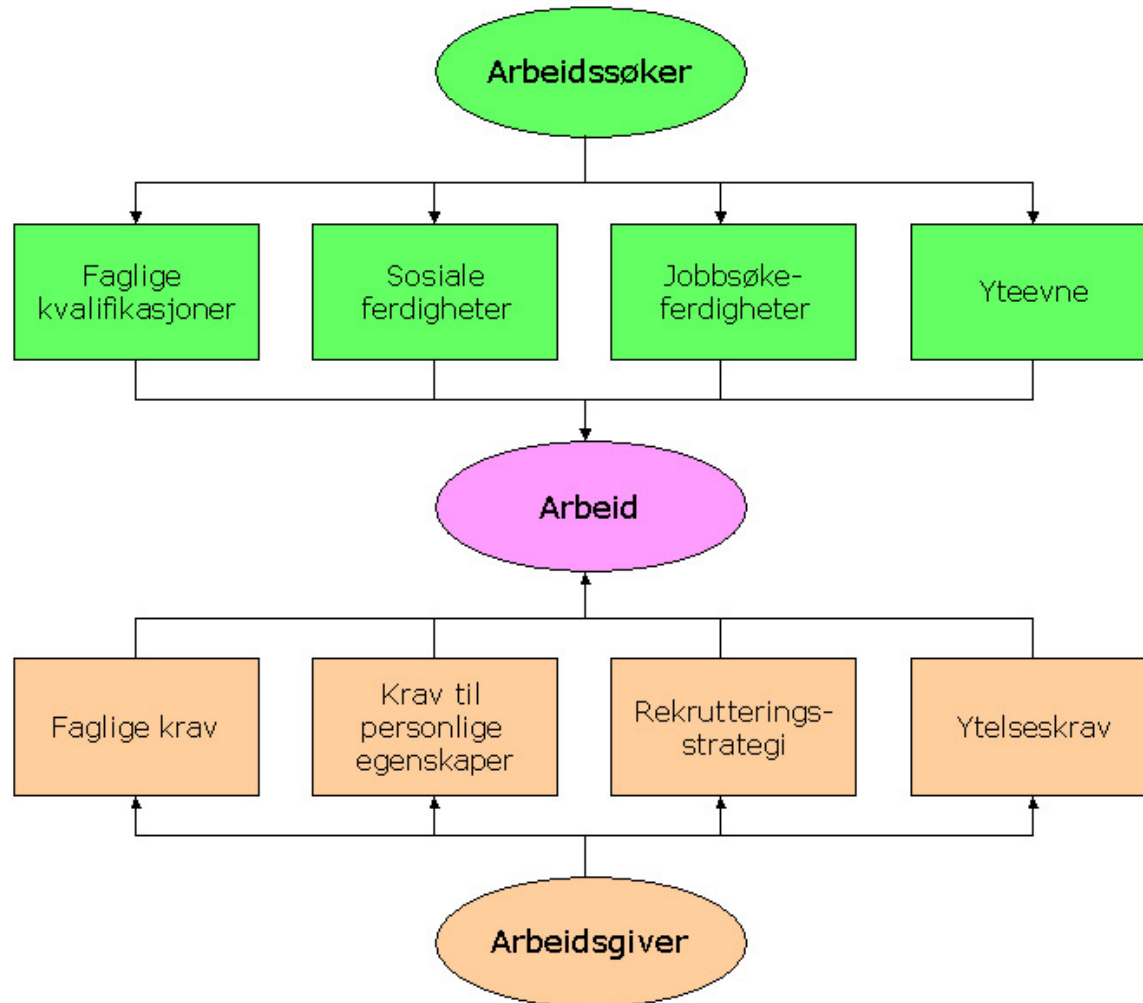 Arbeidssøker
Faglige
kvalifikasjoner
Sosiale
ferdigheter
Jobbsøke-
ferdigheter
Yteevne
Arbeid
Faglige krav
Krav til
personlige
egenskaper
Rekrutterings-
strategi
Ytelseskrav
Arbeidsgiver